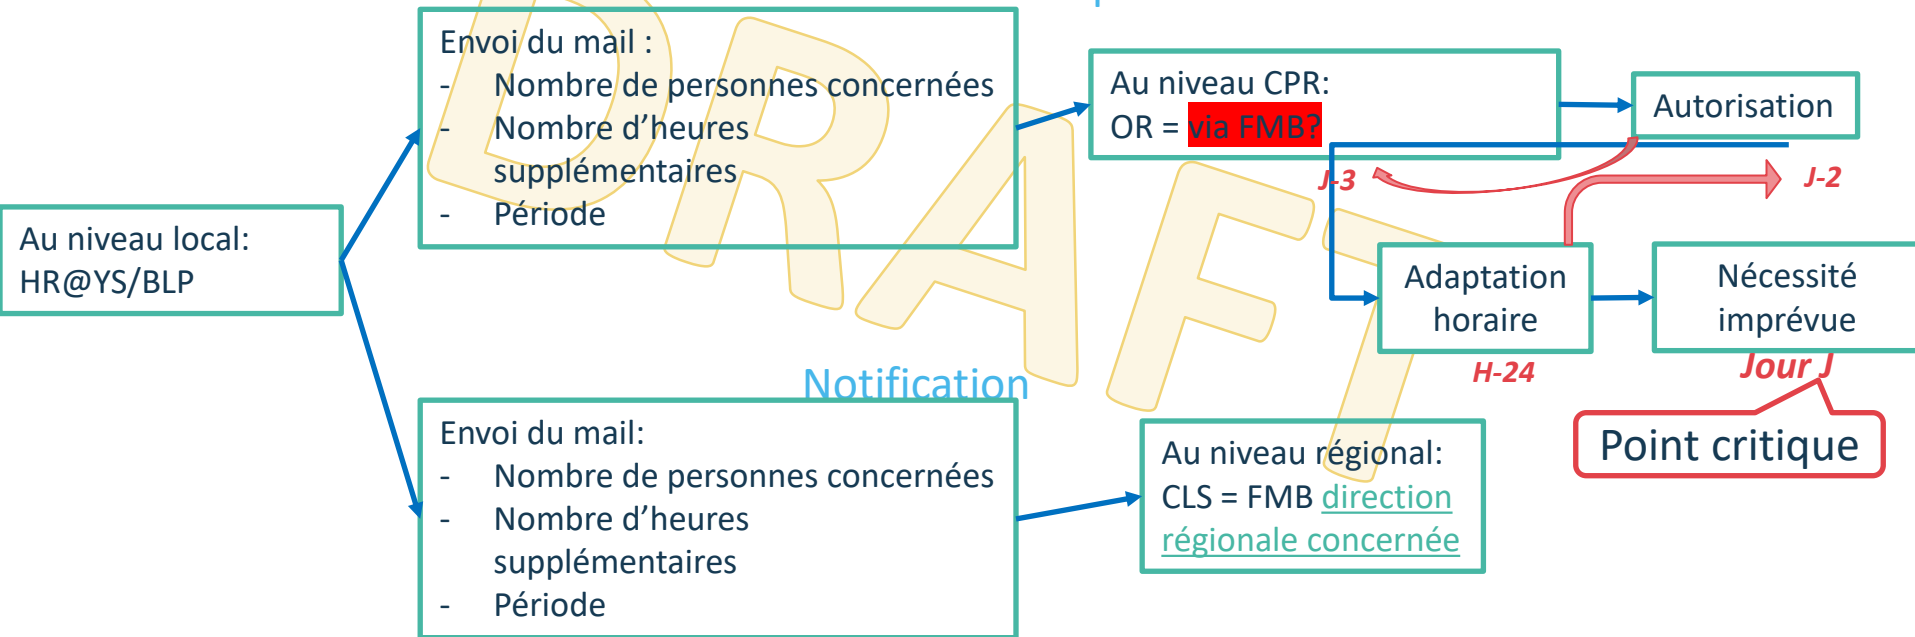 Envoi du mail :
- Nombre de personnes concernées
- Nombre d'heures
supplémentaires
- Période
Au niveau CPR:
OR = via FMB?
Autorisation
J-3
J-2
Au niveau local:
HR@YS/BLP
Adaptation
horaire
H-24
Nécessité
imprévue
Jour J
Point critique
Notification
Envoi du mail:
- Nombre de personnes concernées
- Nombre d'heures
supplémentaires
- Période
Au niveau régional:
CLS = FMB direction
régionale concernée
DRAFT